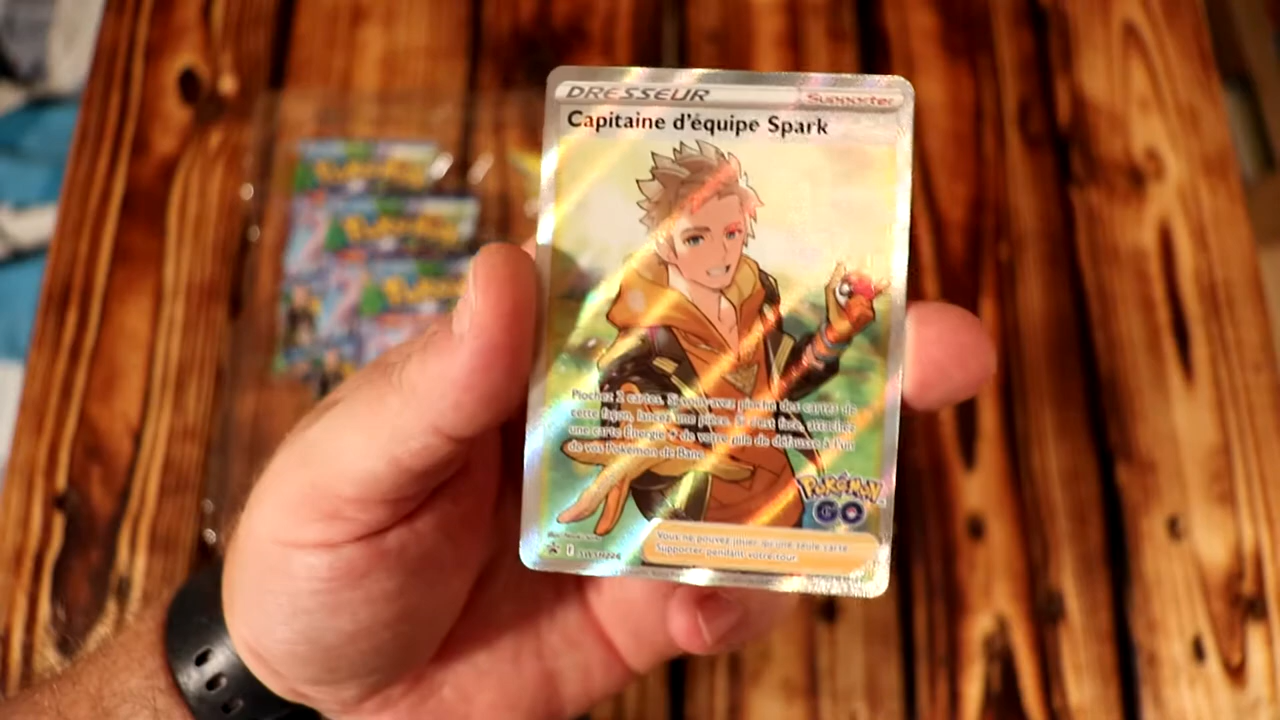 DRESSEUR
Supporter
Capitaine d'équipe Spark
Piochez 2 cartes. Si vous avez pioché des cartes de
cette façon, lancez une pièce. Si c'est face, attachez
une carte Énergie de votre pile de défausse à l'un
de vos Pokémon de Banc.
POKÉMON
GO
Vous ne pouvez jouer qu'une seule carte
Supporter pendant votre tour.